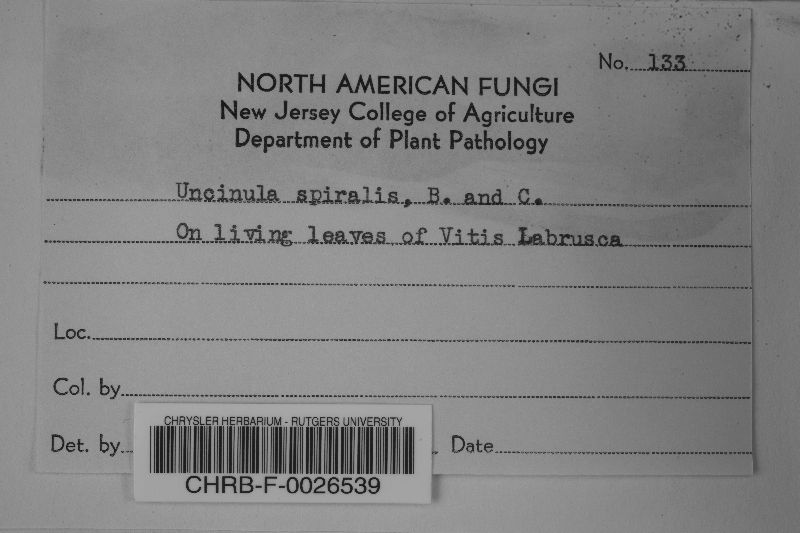 No. 133
NORTH AMERICAN FUNGI
New Jersey College of Agriculture
Department of Plant Pathology
Uncinula spiralis, B. and C.
On living leaves of Vitis Labrusca
Loc.
Col. by
Det. by
Date
CHRYSLER HERBARIUM - RUTGERS UNIVERSITY
CHRB-F-0026539